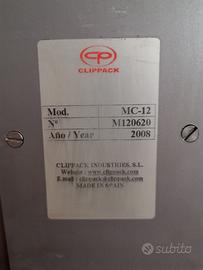 CLIPPACK
Mod. MC-12
Nº M120620
Año / Year 2008
CLIPPACK INDUSTRIES, S.L.
Website : www.clippack.com
E.mail : clippack@clippack.com
MADE IN SPAIN
subito